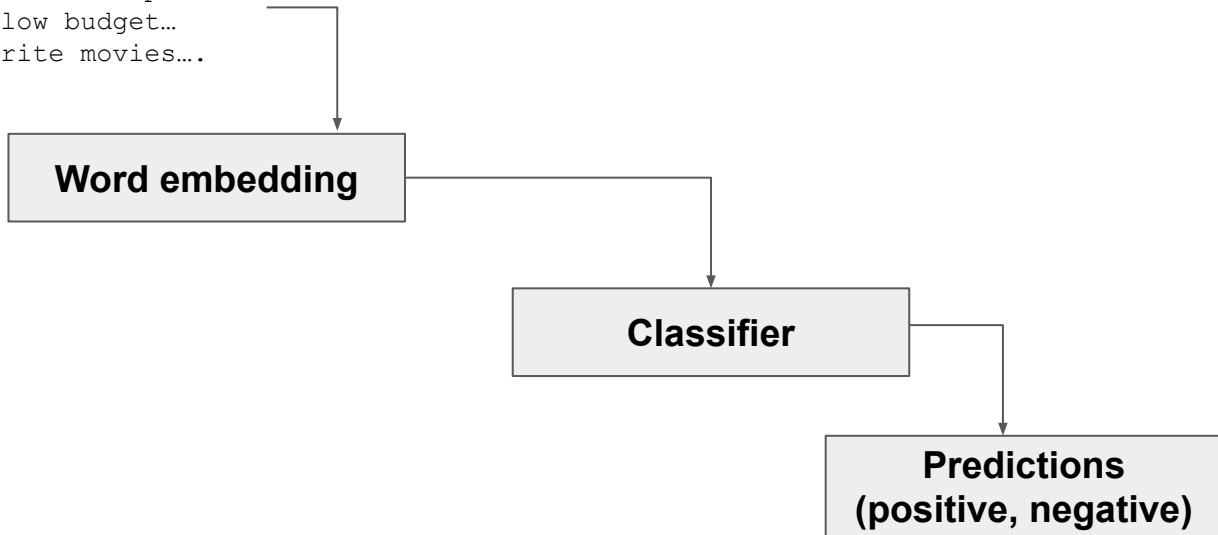 low budget…
rite movies….
Word embedding
Classifier
Predictions
(positive, negative)